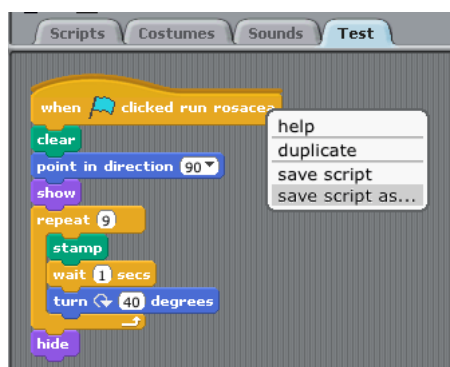 Scripts Costumes Sounds Test
when clicked run rosacea
help
clear
duplicate
point in direction 90
save script
show
save script as...
repeat 9
stamp
wait 1 secs
turn 40 degrees
hide